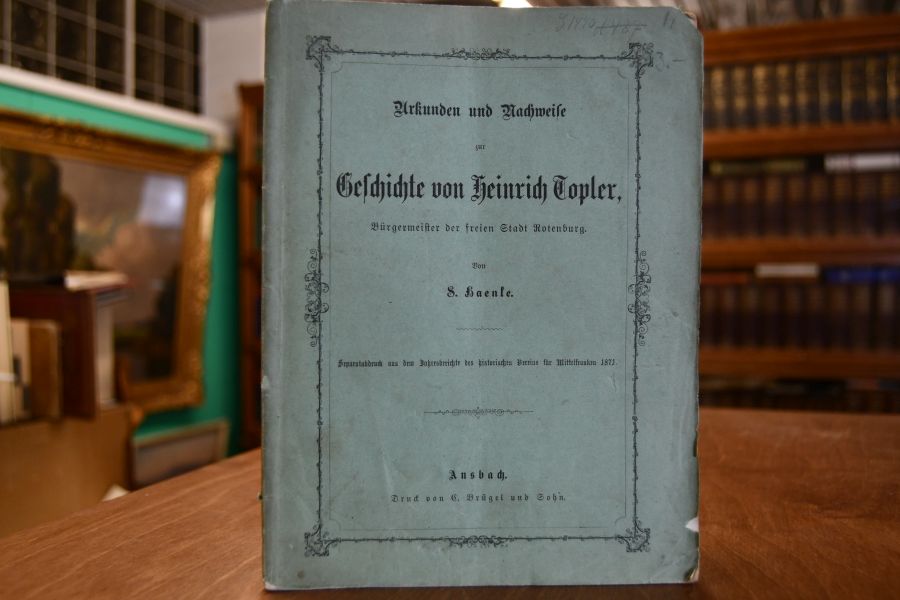 Urkunden und Nachweiſe
zur
Geſchichte von Heinrich Topler,
Bürgermeiſter der freien Stadt Rotenburg.
Von
S. Haenle.
Separatabdruck aus dem Jahresberichte des hiſtoriſchen Vereins für Mittelfranken 1871.
Ansbach.
Druck von C. Brügel und Sohn.